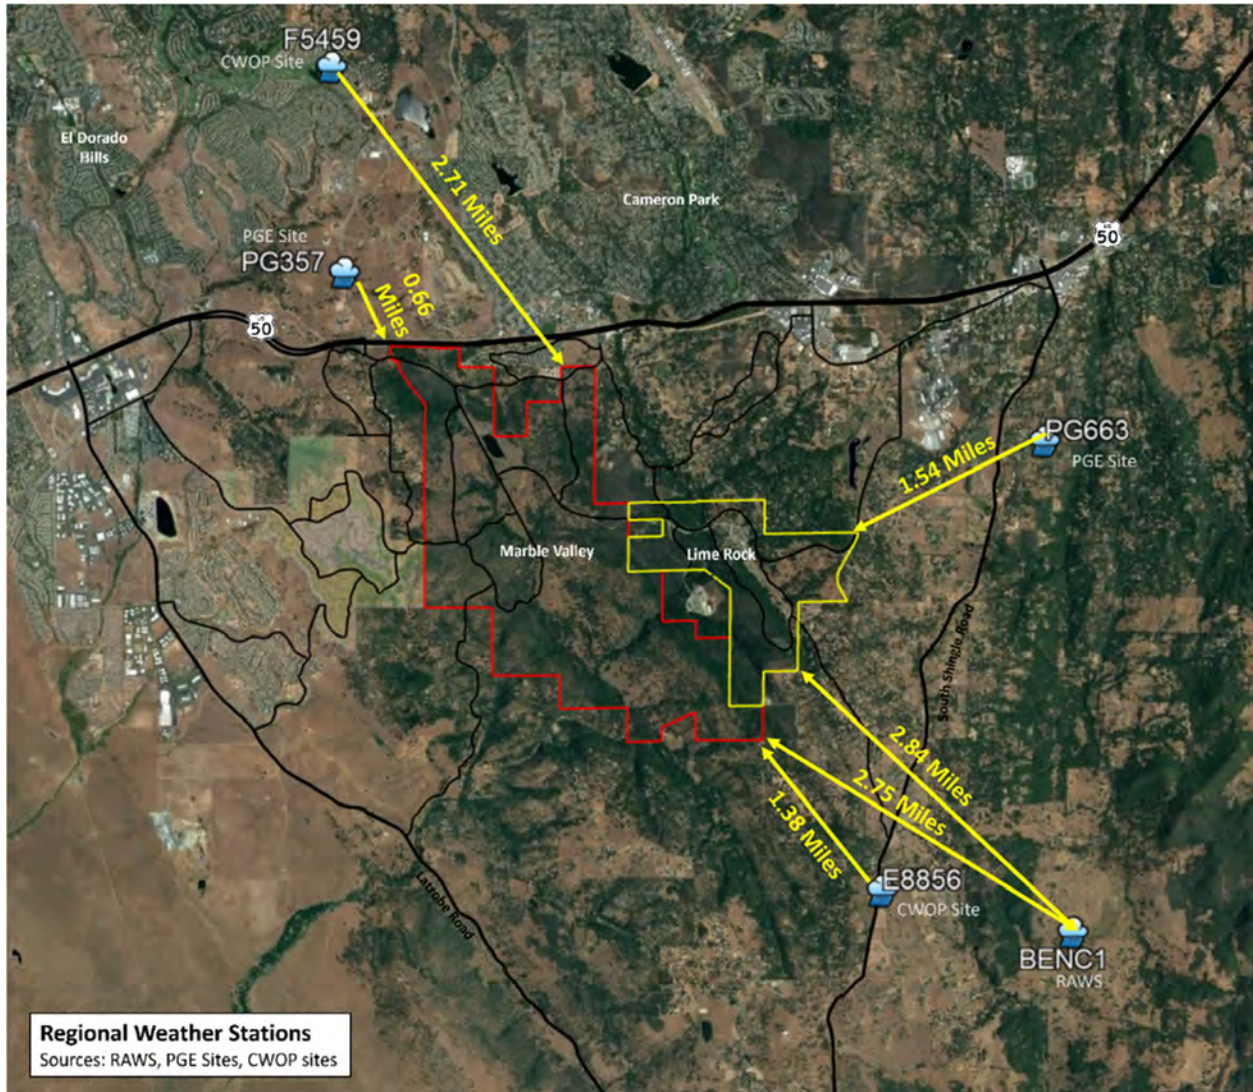 F5459
CWOP Site
El Dorado
Hills
2.71 Miles
Cameron Park
US
50
PGE Site
PG357
0.66
Miles
US
50
PG663
PGE Site
1.54 Miles
Marble Valley
Lime Rock
South Shingle Road
2.84 Miles
2.75 Miles
1.38 Miles
E8856
CWOP Site
Latrobe Road
BENC1
RAWS
Regional Weather Stations
Sources: RAWS, PGE Sites, CWOP sites